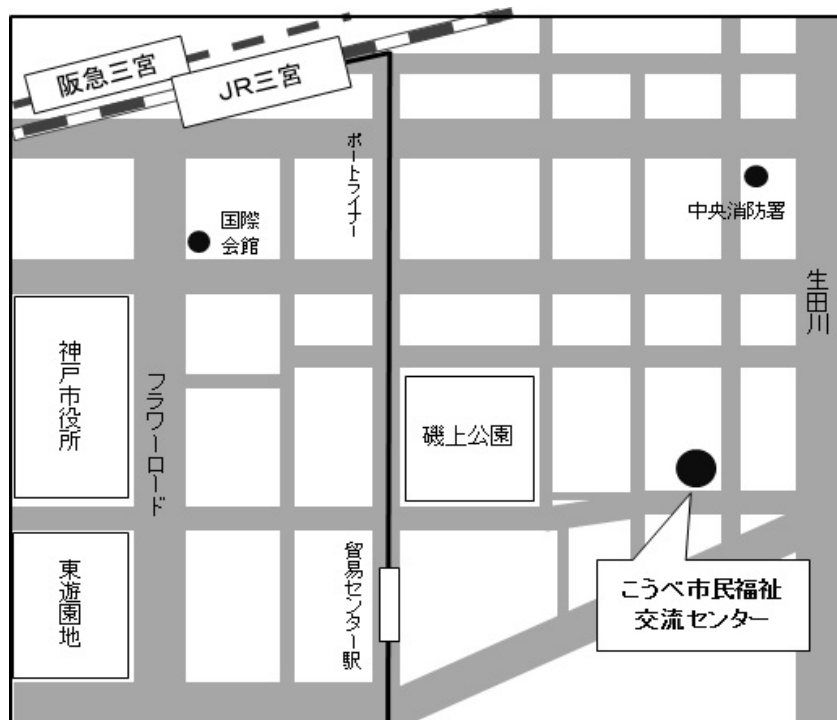 阪急三宮
JR三宮
ポートライナー
国際
会館
中央消防署
生田川
神戸市役所
フラワーロード
磯上公園
東遊園地
貿易センター駅
こうべ市民福祉
交流センター